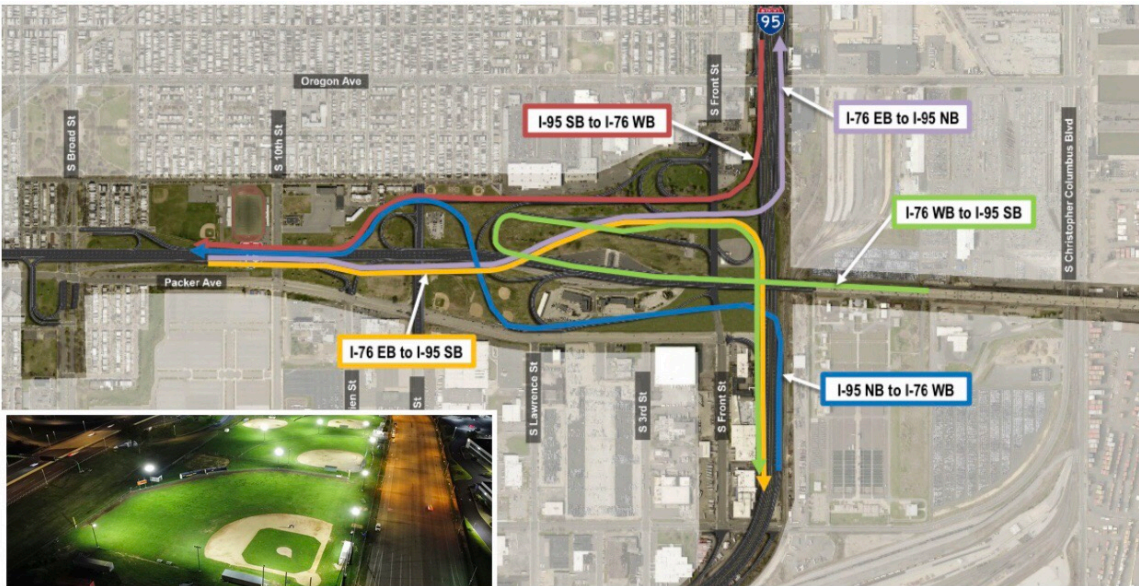 95
Oregon Ave
S Broad St
S 10th St
S Front St
S Christopher Columbus Blvd
I-95 SB to I-76 WB
I-76 EB to I-95 NB
I-76 WB to I-95 SB
Packer Ave
I-76 EB to I-95 SB
I-95 NB to I-76 WB
St
S Lawrence St
S 3rd St
S Front St